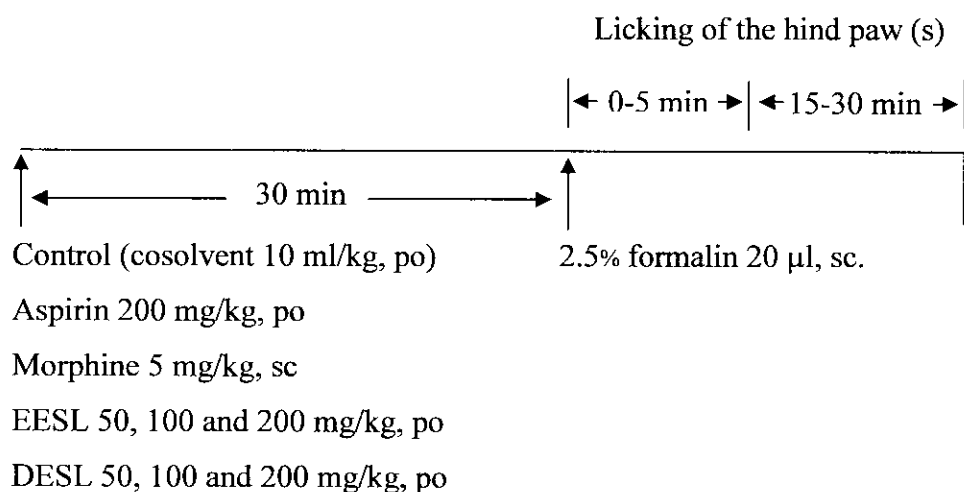 Licking of the hind paw (s)
0-5 min 15-30 min
30 min
Control (cosolvent 10 ml/kg, po) 2.5% formalin 20 µl, sc.
Aspirin 200 mg/kg, po
Morphine 5 mg/kg, sc
EESL 50, 100 and 200 mg/kg, po
DESL 50, 100 and 200 mg/kg, po